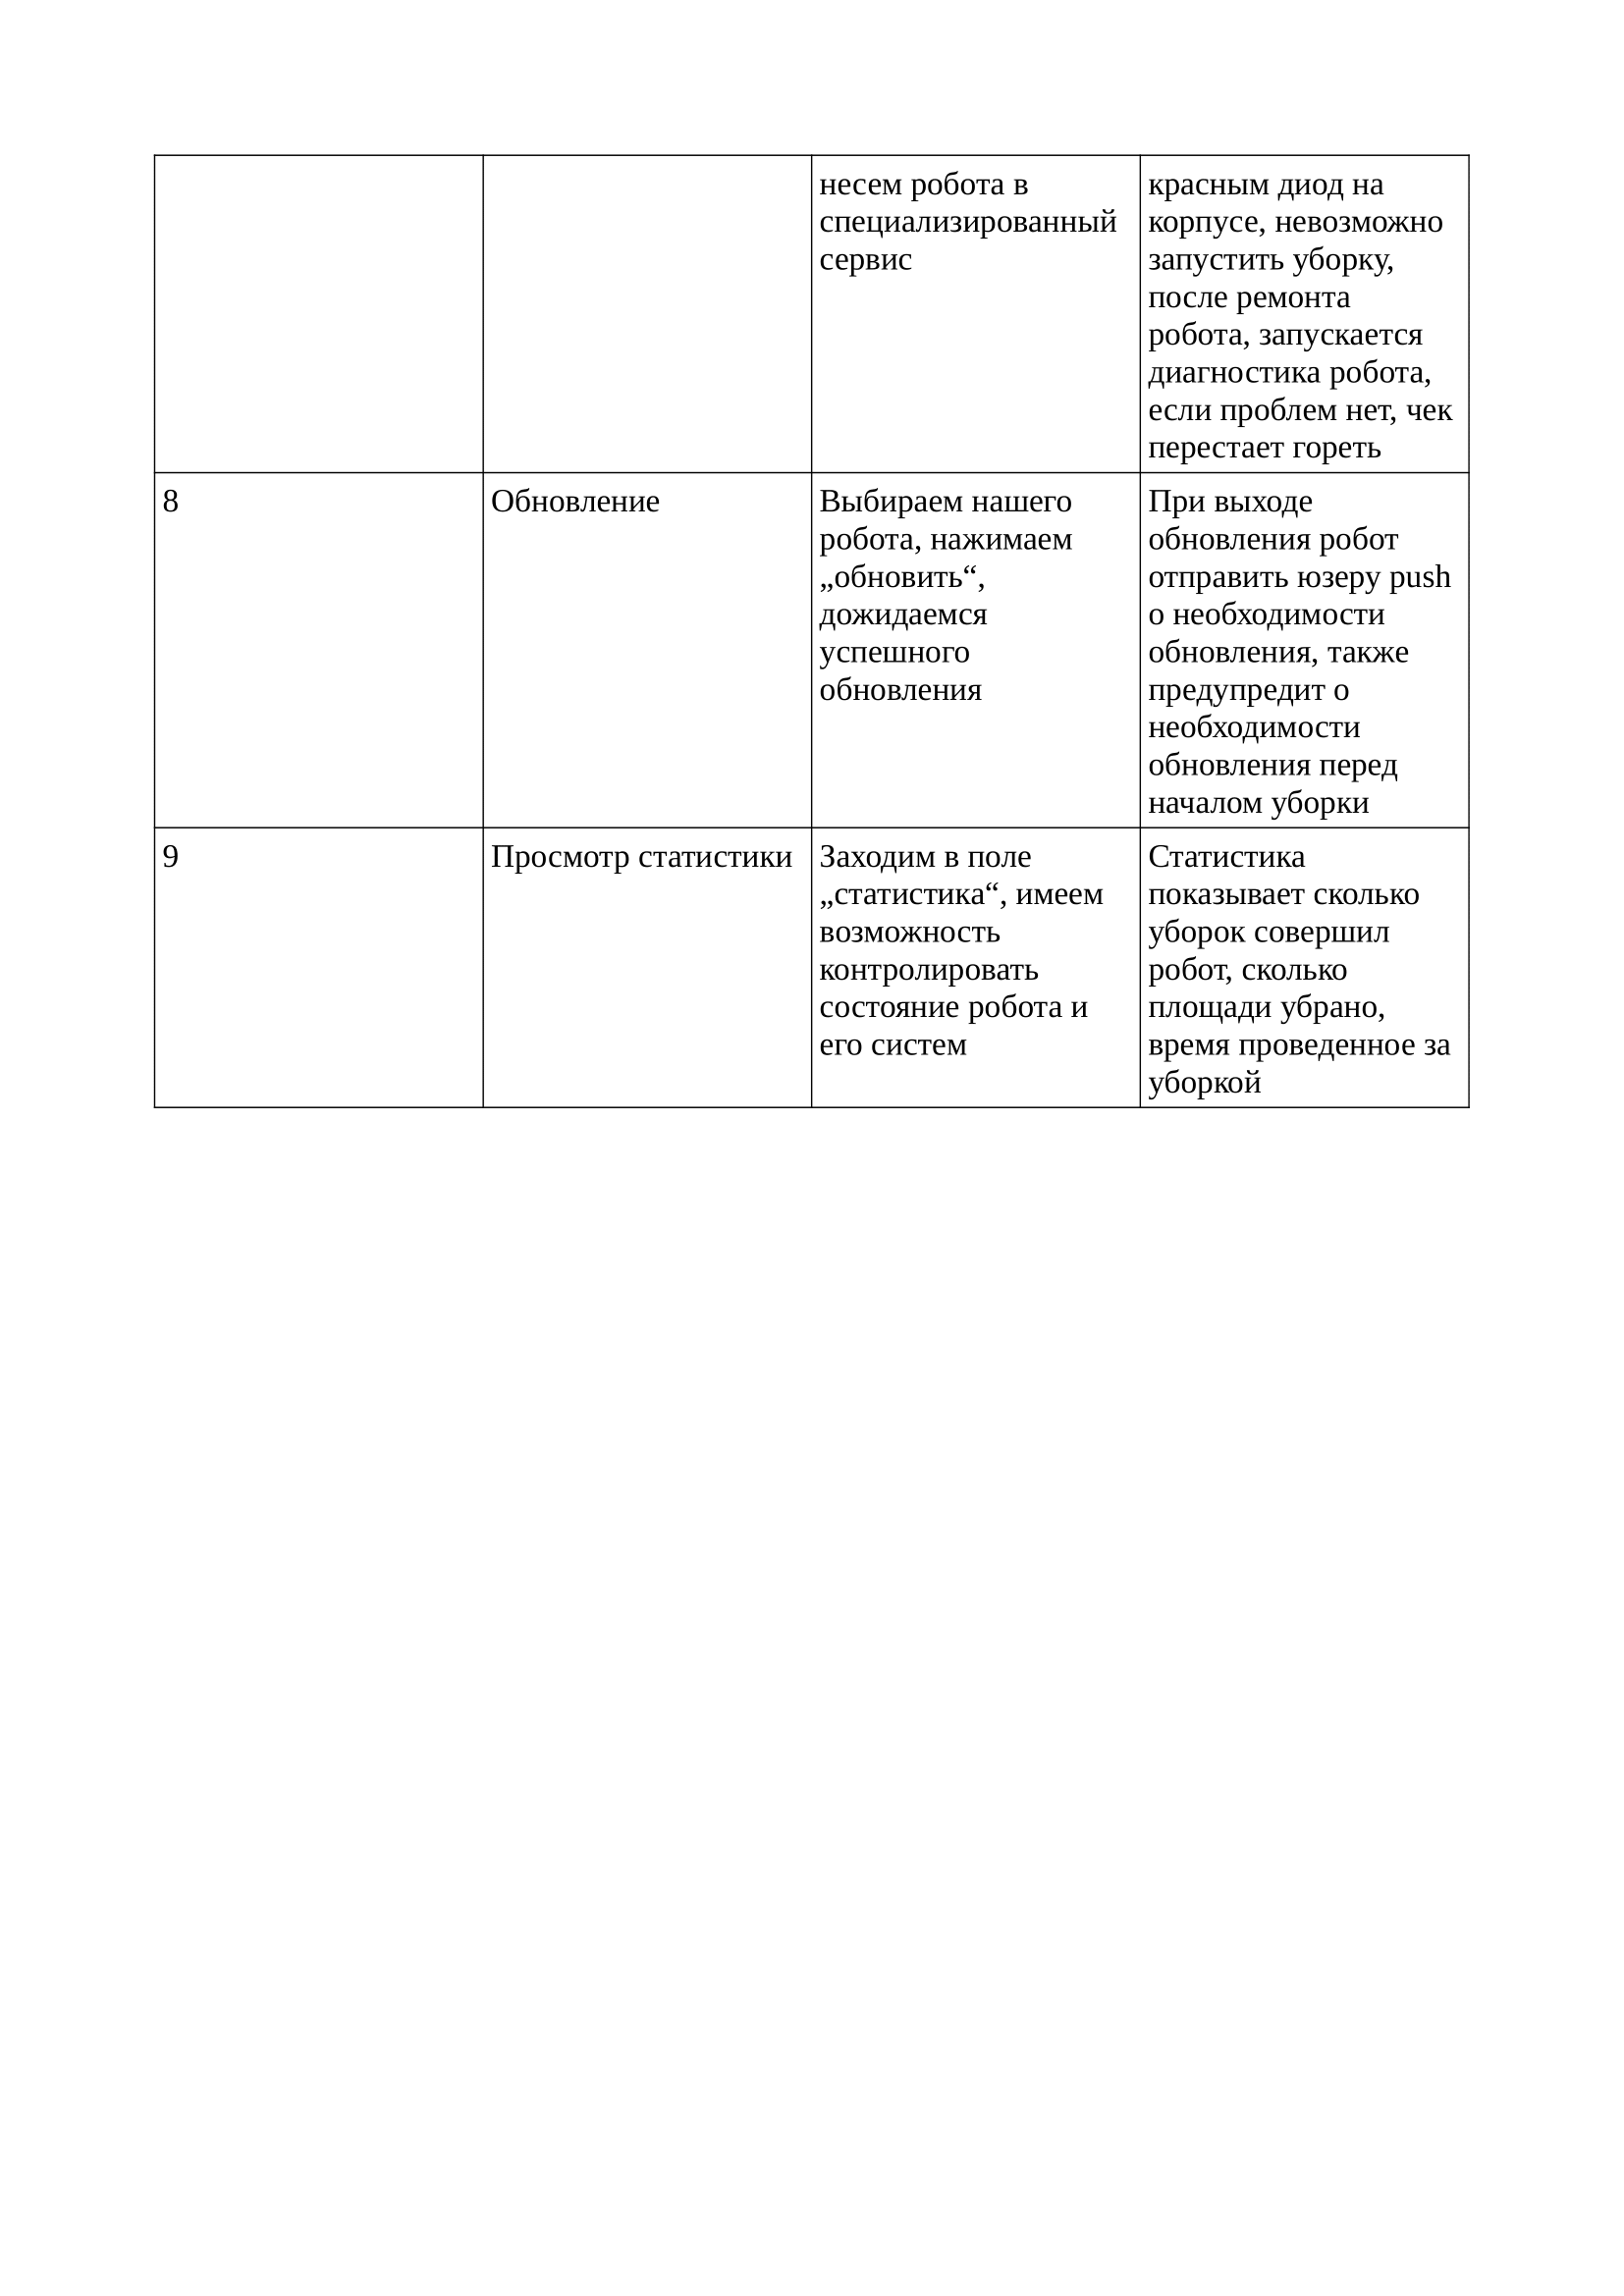 несем робота в
специализированный
сервис
красным диод на
корпусе, невозможно
запустить уборку,
после ремонта
робота, запускается
диагностика робота,
если проблем нет, чек
перестает гореть
8
Обновление
Выбираем нашего
робота, нажимаем
„обновить“,
дожидаемся
успешного
обновления
При выходе
обновления робот
отправить юзеру push
о необходимости
обновления, также
предупредит о
необходимости
обновления перед
началом уборки
9
Просмотр статистики
Заходим в поле
„статистика“, имеем
возможность
контролировать
состояние робота и
его систем
Статистика
показывает сколько
уборок совершил
робот, сколько
площади убрано,
время проведенное за
уборкой